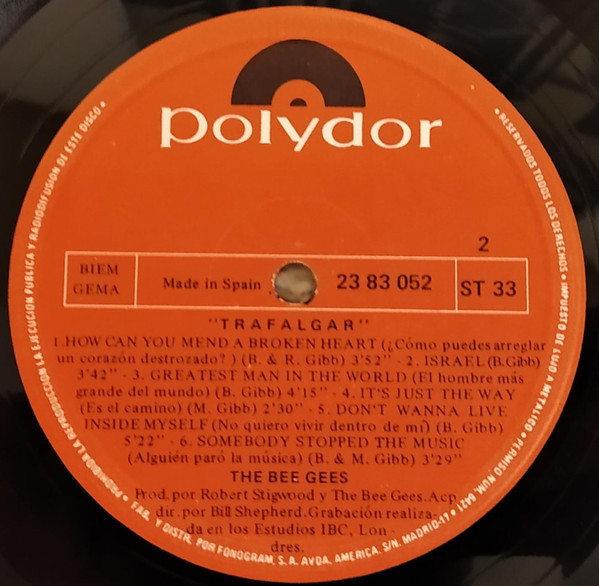 polydor
2
BIEM
GEMA
Made in Spain
23 83 052
ST 33
"TRAFALGAR"
1.HOW CAN YOU MEND A BROKEN HEART (¿Cómo puedes arreglar
un corazón destrozado? ) (B. & R. Gibb) 3'52" - 2. ISRAEL (B.Gibb)
3'42" - 3. GREATEST MAN IN THE WORLD (El hombre más
grande del mundo) (B. Gibb) 4'15" - 4. IT'S JUST THE WAY
(Es el camino) (M. Gibb) 2'30" - 5. DON'T WANNA LIVE
INSIDE MYSELF (No quiero vivir dentro de mí) (B. Gibb)
5'22" - 6. SOMEBODY STOPPED THE MUSIC
(Alguién paró la música) (B. & M. Gibb) 3'29"
THE BEE GEES
Prod. por Robert Stigwood y The Bee Gees. Acp
dir. por Bill Shepherd. Grabación realiza-
da en los Estudios IBC, Lon -
dres.
PROHIBIDA LA REPRODUCCIÓN LA EJECUCION PUBLICA Y RADIODIFUSION DE ESTE DISCO •
• RESERVADOS TODOS LOS DERECHOS • IMPUESTO DE LUJO A METALICO • PERMISO NUM. 6421 •
FAB. Y DISTR. POR FONOGRAM, S.A. AVDA. AMERICA, S/N. MADRID-17 •